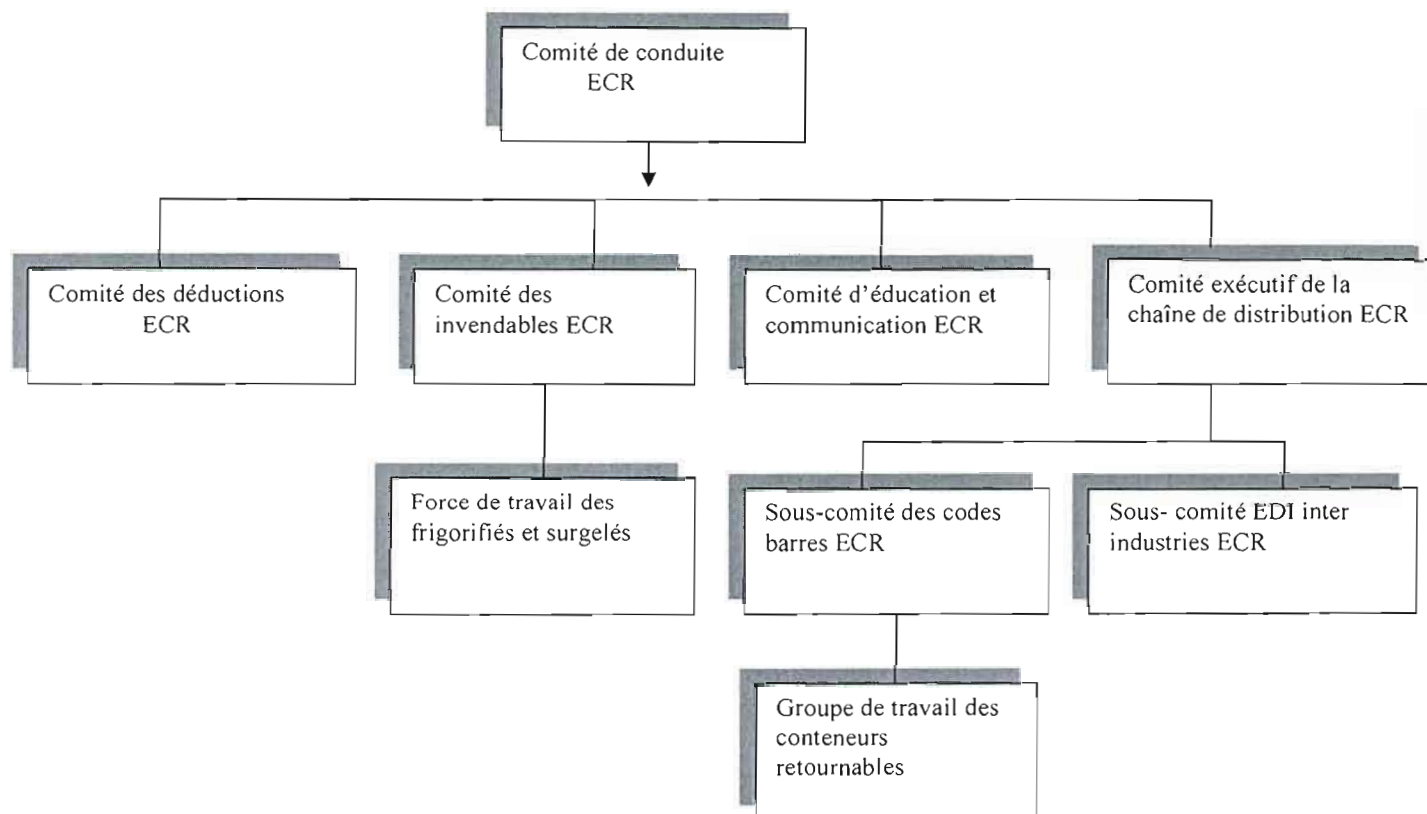 Comité de conduite
ECR
Comité des déductions
ECR
Comité des
invendables ECR
Comité d'éducation et
communication ECR
Comité exécutif de la
chaîne de distribution ECR
Force de travail des
frigorifiés et surgelés
Sous-comité des codes
barres ECR
Sous- comité EDI inter
industries ECR
Groupe de travail des
conteneurs
retournables